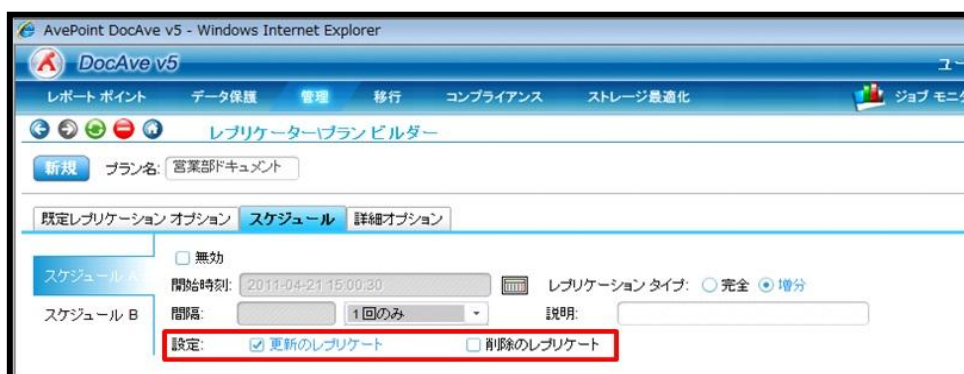 AvePoint DocAve v5 - Windows Internet Explorer
DocAve v5
レポート ポイント データ保護 管理 移行 コンプライアンス ストレージ最適化 ジョブ モニタ
レプリケーター\プラン ビルダー
新規 プラン名: 営業部ドキュメント
既定レプリケーション オプション スケジュール 詳細オプション
スケジュール A 無効
開始時刻: 2011-04-21 15:00:30 レプリケーション タイプ: 完全 増分
スケジュール B 間隔: 1回のみ 説明:
設定: 更新のレプリケート 削除のレプリケート